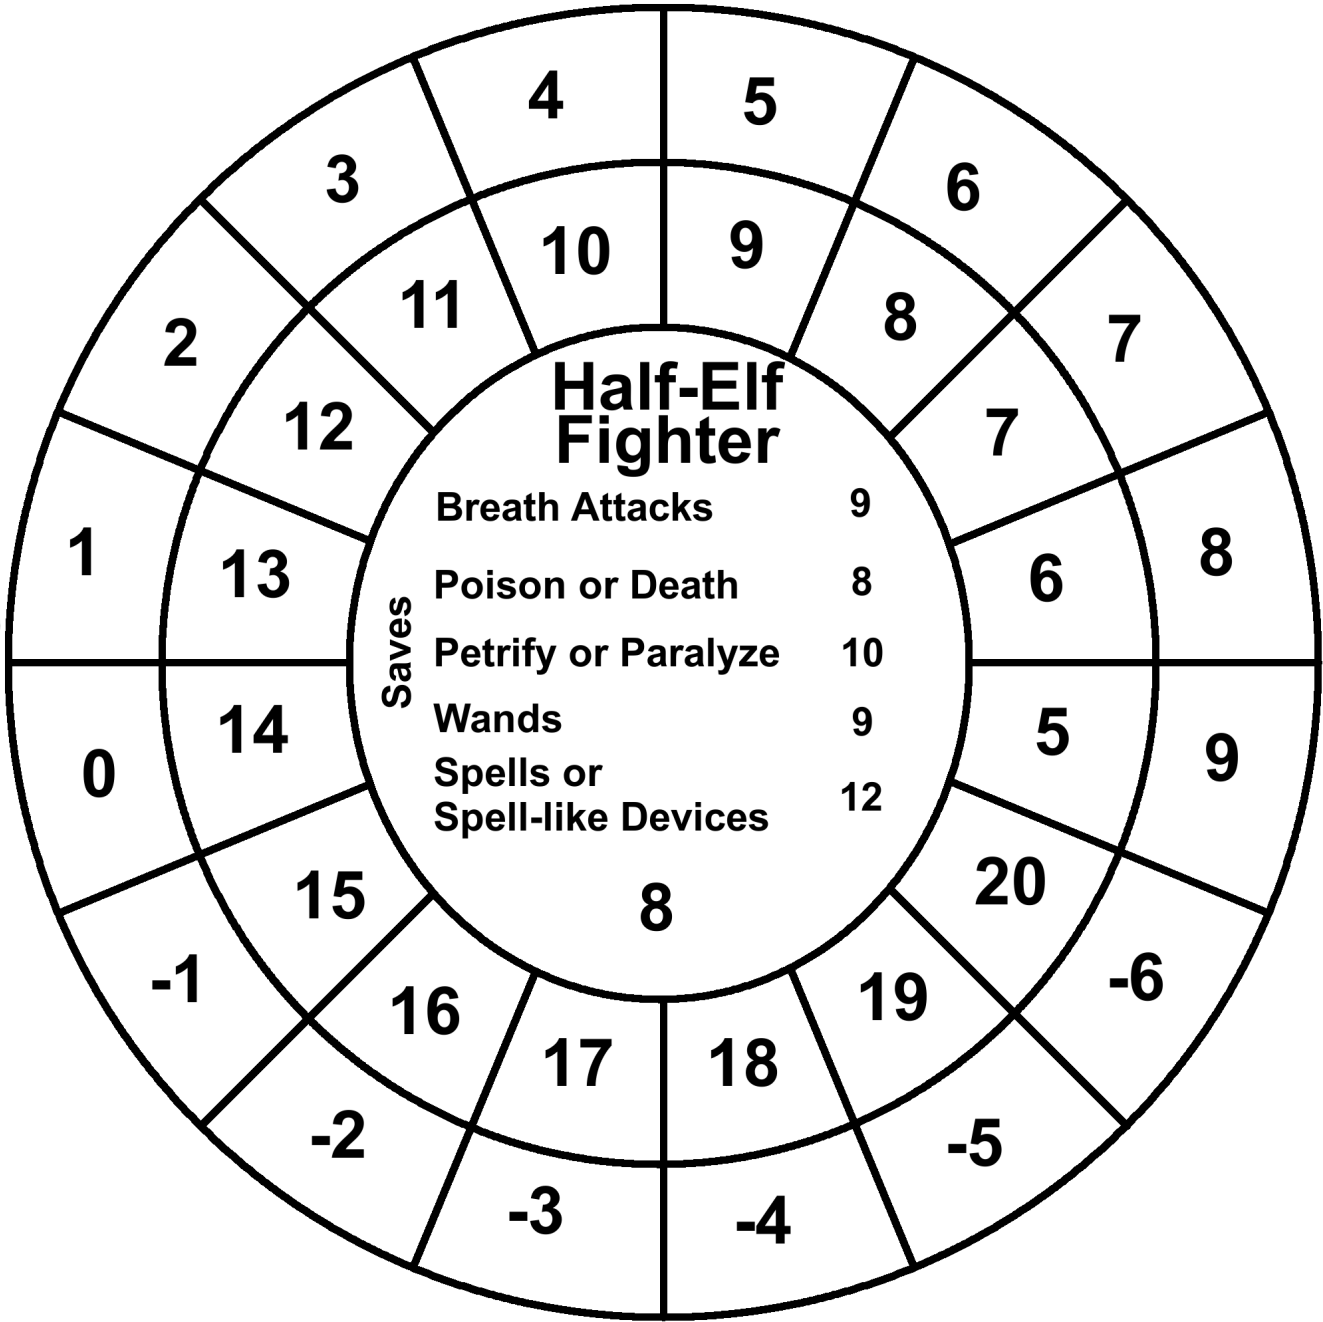 4 5
3 6
2 7
1 8
0 9
-1 -6
-2 -5
-3 -4
10 9
11 8
12 7
13 6
14 5
15 20
16 19
17 18
Half-Elf
Fighter
Saves
Breath Attacks 9
Poison or Death 8
Petrify or Paralyze 10
Wands 9
Spells or
Spell-like Devices 12
8